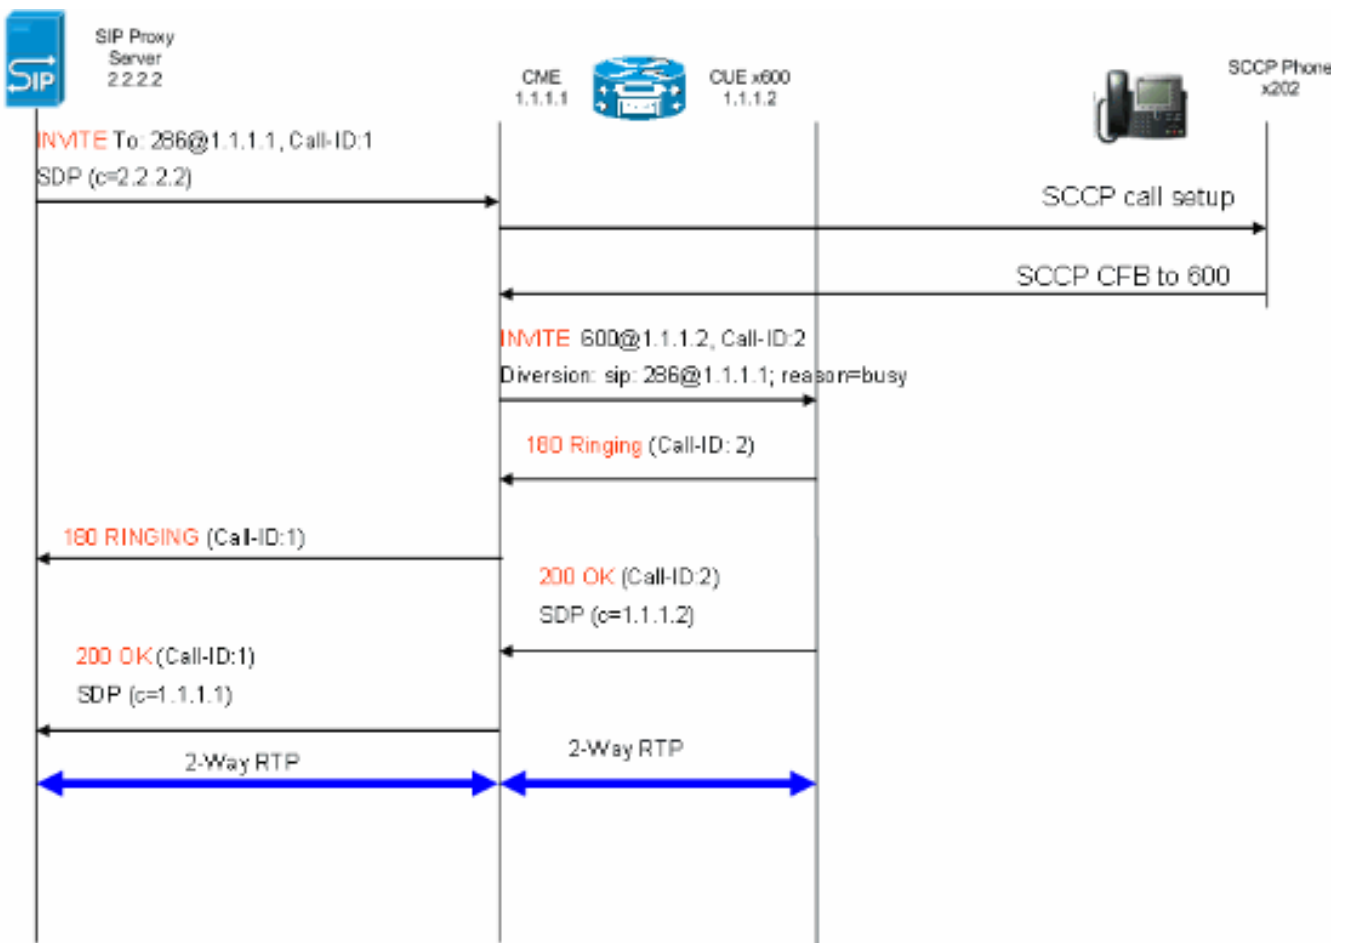 SIP Proxy
Server
2.2.2.2
SIP
CME
1.1.1.1
CUE x600
1.1.1.2
SCCP Phone
x202
INVITE To: 286@1.1.1.1, Call-ID:1
SDP (c=2.2.2.2)
SCCP call setup
SCCP CFB to 600
INVITE 600@1.1.1.2, Call-ID:2
Diversion: sip: 286@1.1.1.1; reason=busy
180 Ringing (Call-ID: 2)
180 RINGING (Call-ID:1)
200 OK (Call-ID:2)
SDP (c=1.1.1.2)
200 OK (Call-ID:1)
SDP (c=1.1.1.1)
2-Way RTP
2-Way RTP